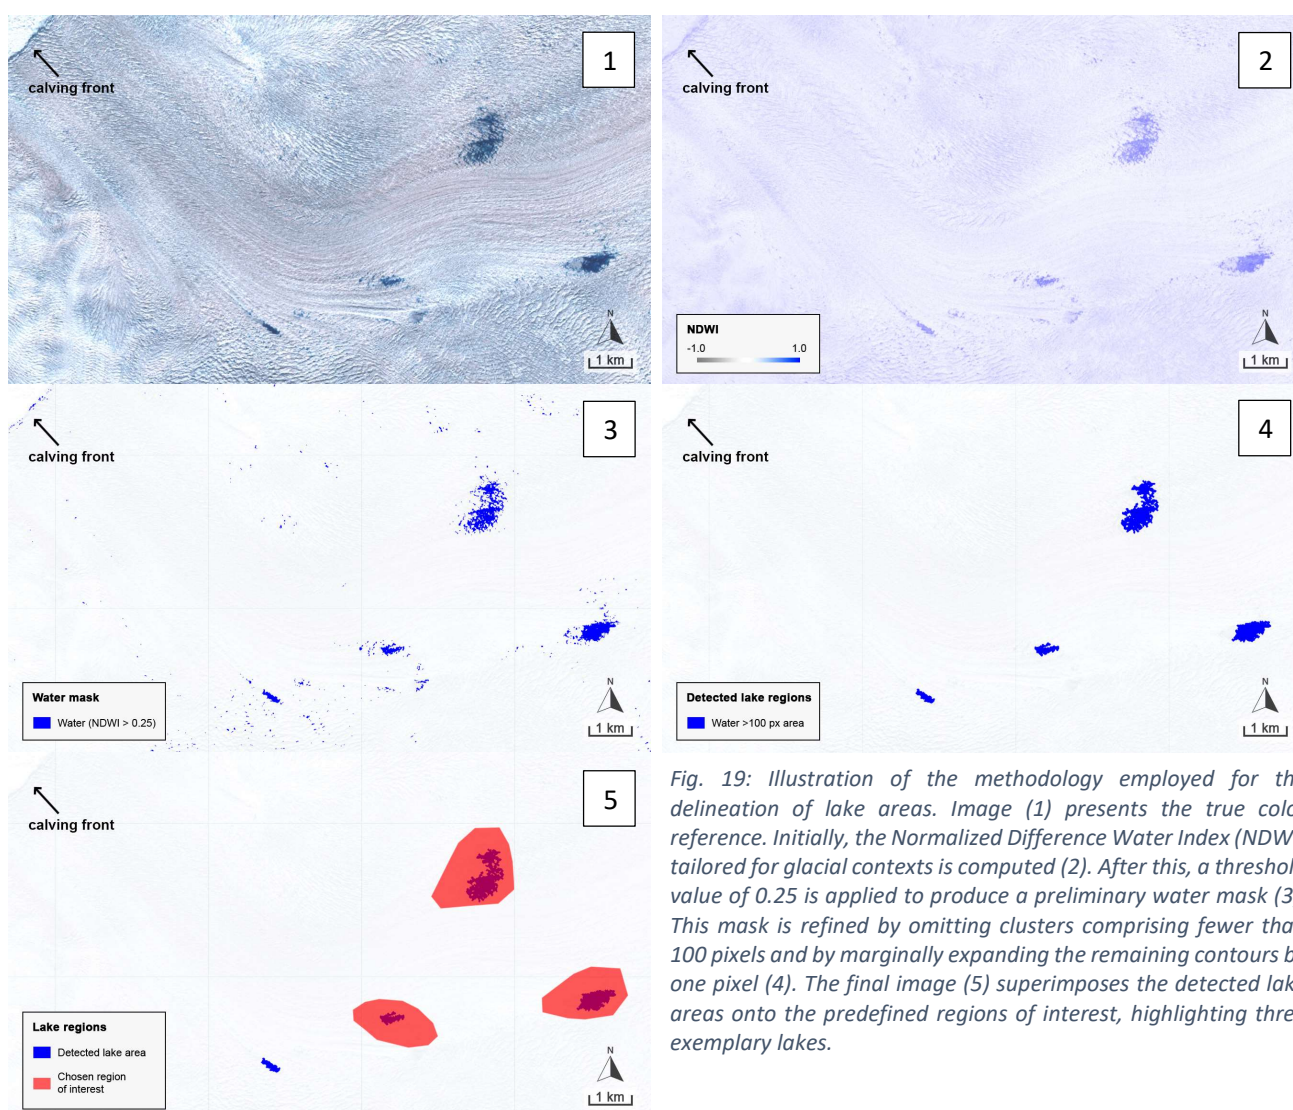 1
calving front
N
1 km
2
calving front
NDWI
-1.0 1.0
N
1 km
3
calving front
Water mask
Water (NDWI > 0.25)
N
1 km
4
calving front
Detected lake regions
Water >100 px area
N
1 km
5
calving front
Lake regions
Detected lake area
Chosen region
of interest
N
1 km
Fig. 19: Illustration of the methodology employed for th
delineation of lake areas. Image (1) presents the true colo
reference. Initially, the Normalized Difference Water Index (NDW
tailored for glacial contexts is computed (2). After this, a threshol
value of 0.25 is applied to produce a preliminary water mask (3
This mask is refined by omitting clusters comprising fewer tha
100 pixels and by marginally expanding the remaining contours b
one pixel (4). The final image (5) superimposes the detected lak
areas onto the predefined regions of interest, highlighting thre
exemplary lakes.